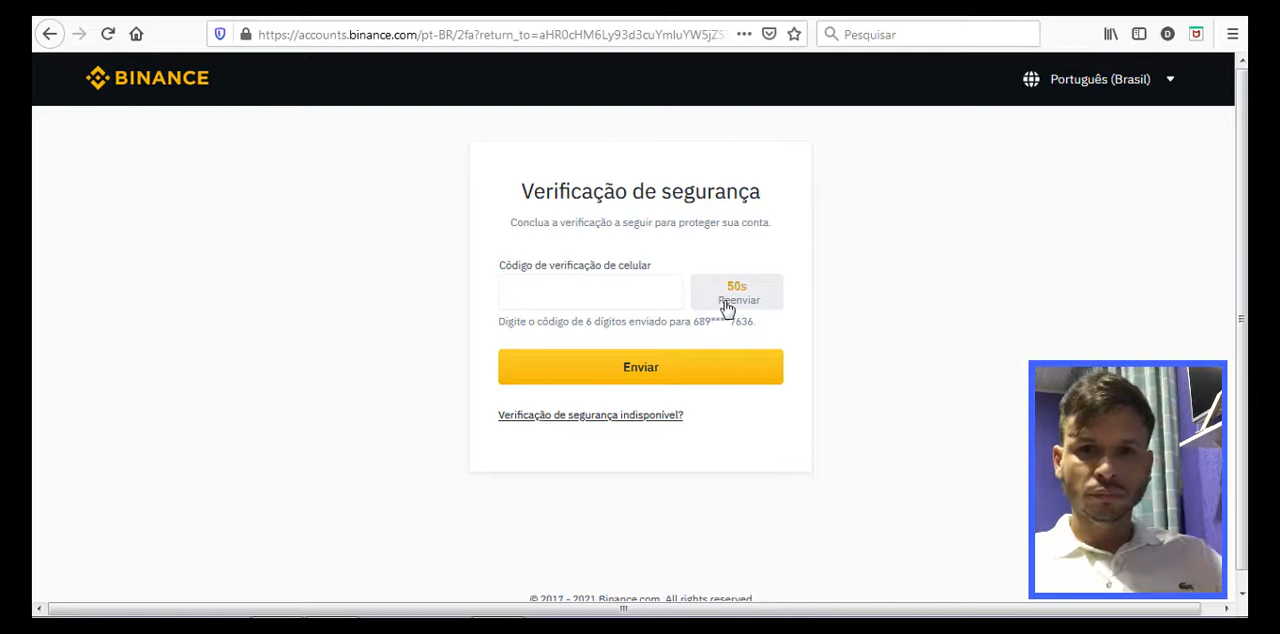 https://accounts.binance.com/pt-BR/2fa?return_to=aHR0cHM6Ly93d3cuYmluYW5jZS
Pesquisar
BINANCE
Português (Brasil)
Verificação de segurança
Conclua a verificação a seguir para proteger sua conta.
Código de verificação de celular
50s
Reenviar
Digite o código de 6 dígitos enviado para 689****7636.
Enviar
Verificação de segurança indisponível?
© 2017 - 2021 Binance.com. All rights reserved